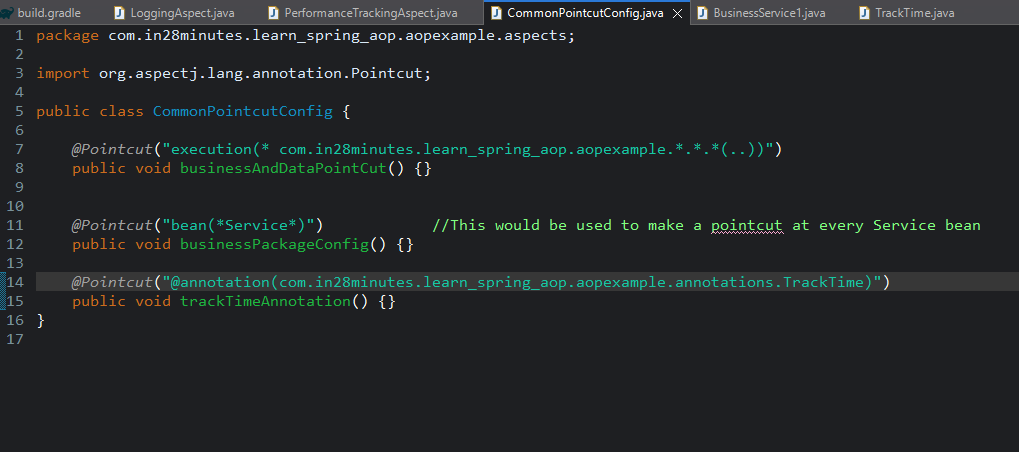 build.gradle LoggingAspect.java PerformanceTrackingAspect.java CommonPointcutConfig.java BusinessService1.java TrackTime.java
1 package com.in28minutes.learn_spring_aop.aopexample.aspects;
2
3 import org.aspectj.lang.annotation.Pointcut;
4
5 public class CommonPointcutConfig {
6
7     @Pointcut("execution(* com.in28minutes.learn_spring_aop.aopexample.*.*.*(..))")
8     public void businessAndDataPointCut() {}
9
10
11     @Pointcut("bean(*Service*)")            //This would be used to make a pointcut at every Service bean
12     public void businessPackageConfig() {}
13
14     @Pointcut("@annotation(com.in28minutes.learn_spring_aop.aopexample.annotations.TrackTime)")
15     public void trackTimeAnnotation() {}
16 }
17